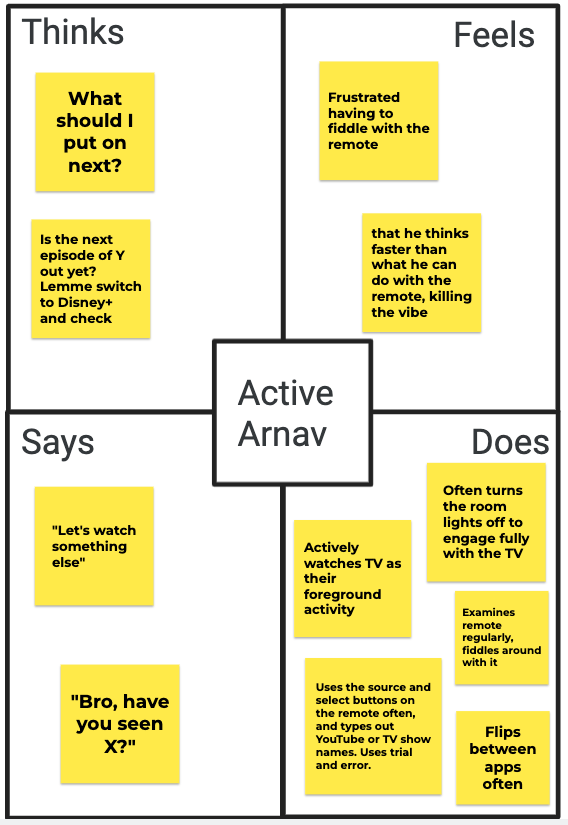 Thinks
What
should I
put on
next?
Is the next
episode of Y
out yet?
Lemme switch
to Disney+
and check
Feels
Frustrated
having to
fiddle with the
remote
that he thinks
faster than
what he can
do with the
remote, killing
the vibe
Active
Arnav
Says
"Let's watch
something
else"
"Bro, have
you seen
X?"
Does
Often turns
the room
lights off to
engage fully
with the TV
Actively
watches TV as
their
foreground
activity
Examines
remote
regularly,
fiddles around
with it
Uses the source and
select buttons on
the remote often,
and types out
YouTube or TV show
names. Uses trial
and error.
Flips
between
apps
often